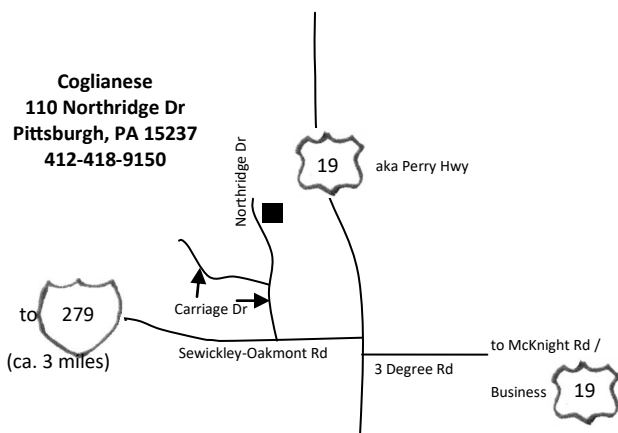 Coglianese
110 Northridge Dr
Pittsburgh, PA 15237
412-418-9150
19
aka Perry Hwy
Northridge Dr
to 279
(ca. 3 miles)
Carriage Dr
Sewickley-Oakmont Rd
3 Degree Rd
to McKnight Rd /
Business 19